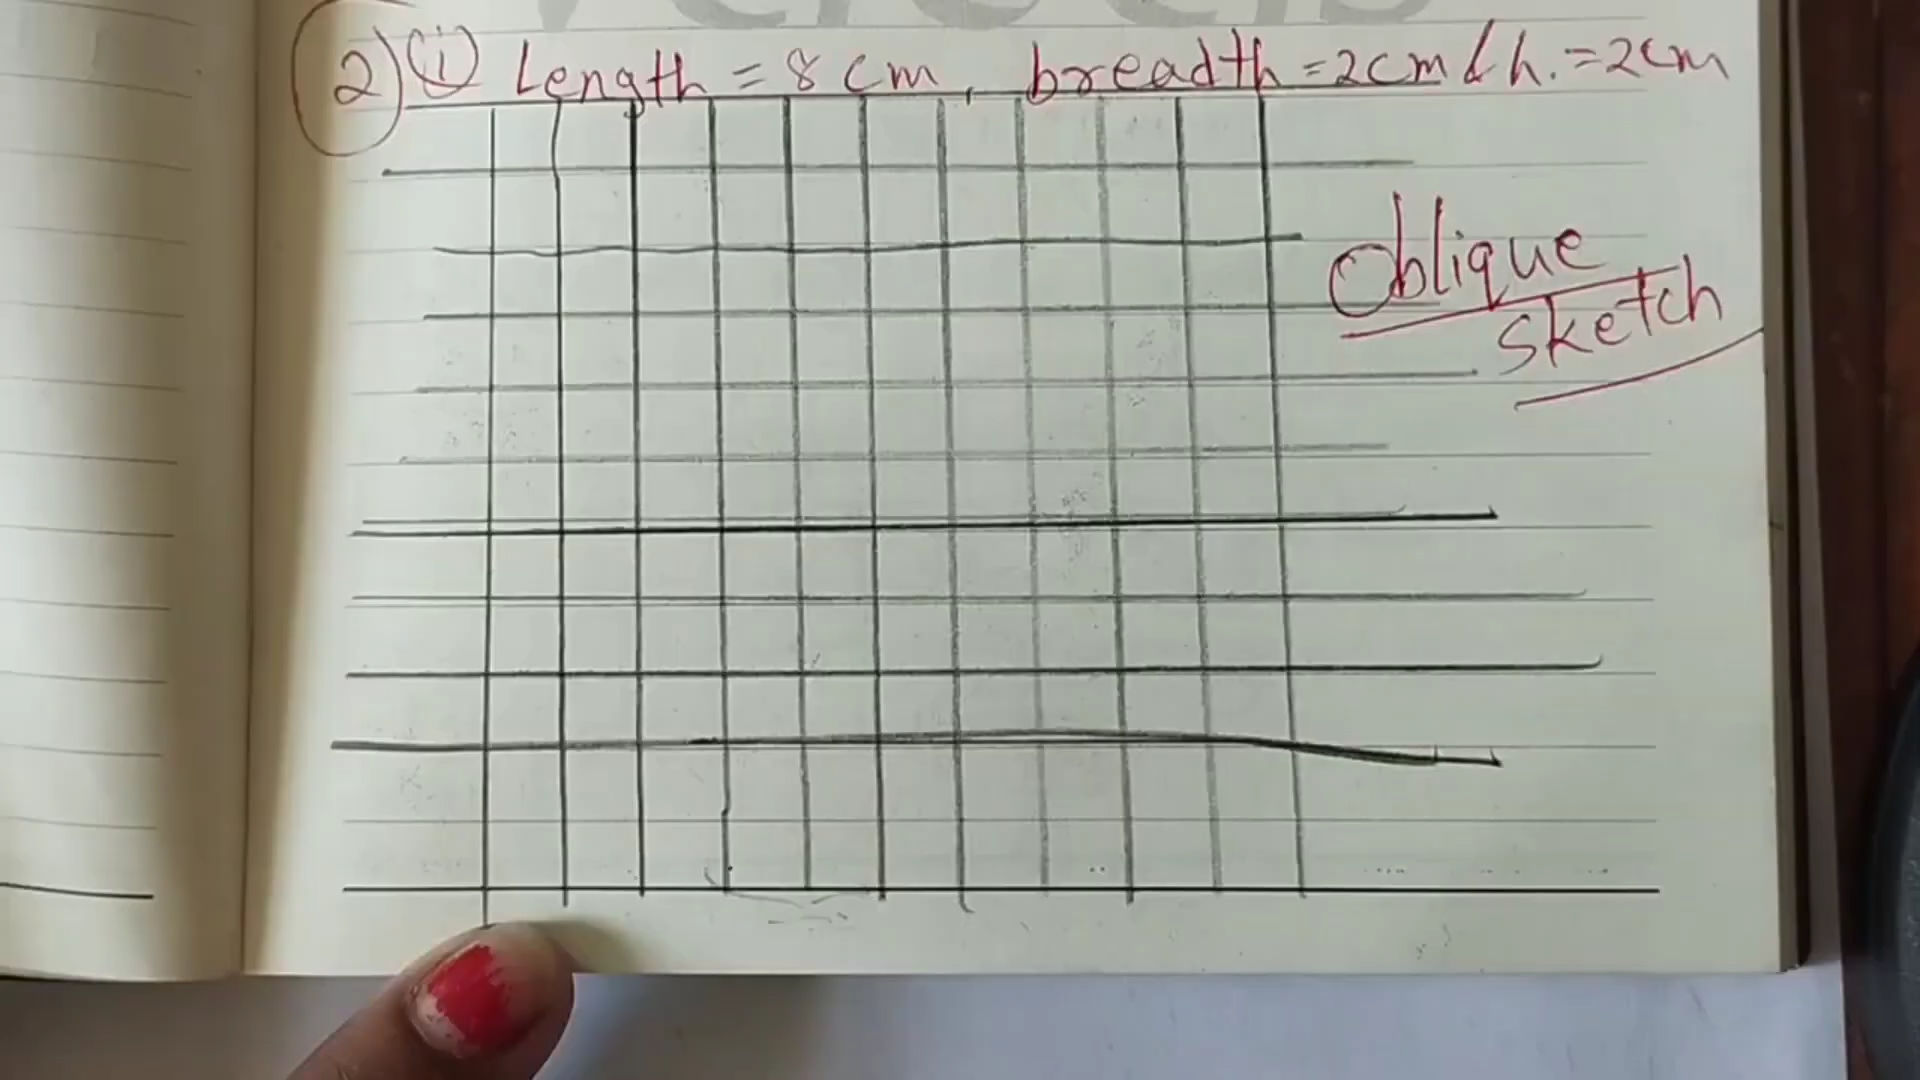 2) (i) Length = 8 cm, breadth = 2cm & h. = 2cm
Oblique
sketch